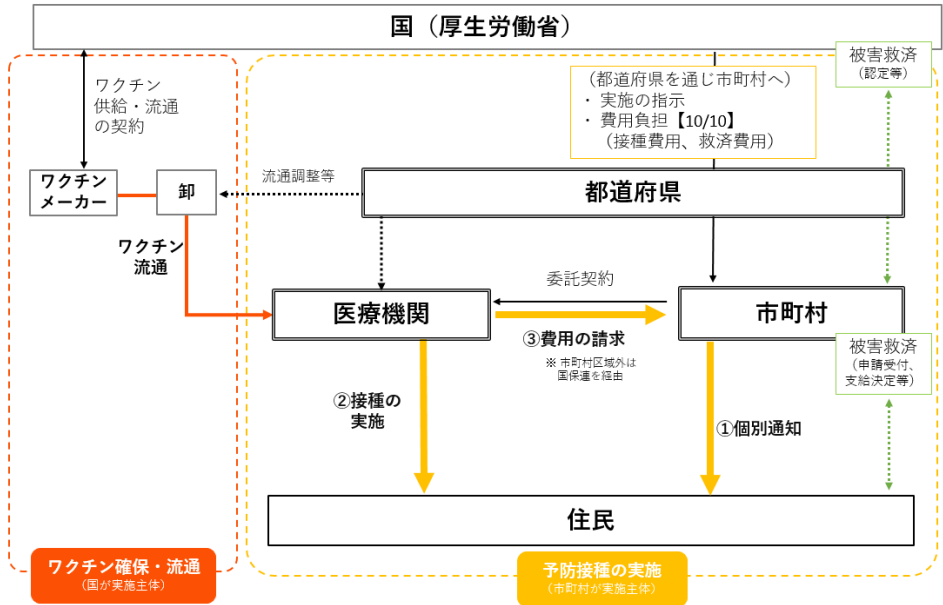 国（厚生労働省）
ワクチン
供給・流通
の契約
（都道府県を通じ市町村へ）
・ 実施の指示
・ 費用負担【10/10】
（接種費用、救済費用）
被害救済
（認定等）
ワクチン
メーカー
卸
流通調整等
都道府県
ワクチン
流通
医療機関
委託契約
市町村
③費用の請求
※ 市町村区域外は
国保連を経由
被害救済
（申請受付、
支給決定等）
②接種の
実施
①個別通知
住民
ワクチン確保・流通
（国が実施主体）
予防接種の実施
（市町村が実施主体）